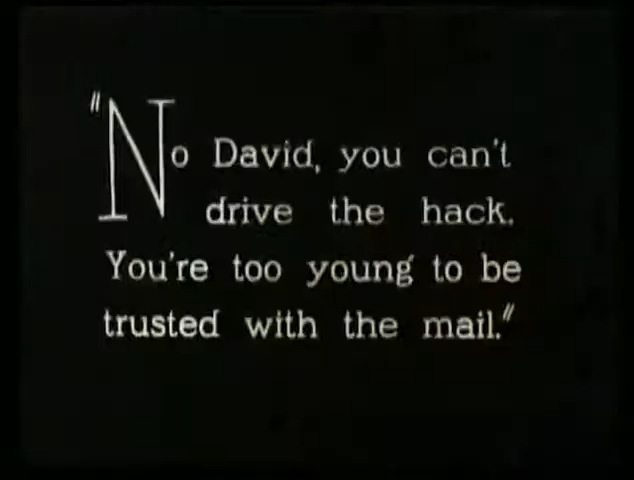 "No David, you can't
drive the hack.
You're too young to be
trusted with the mail."